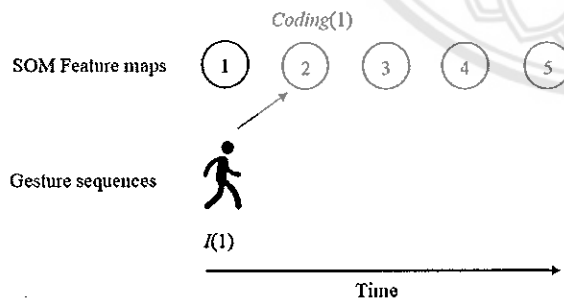 Coding(1)
SOM Feature maps 1 2 3 4 5
Gesture sequences
I(1)
Time